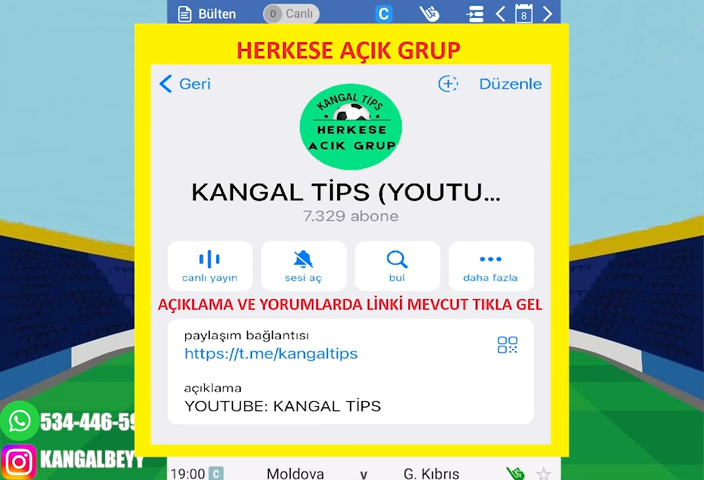 Bülten
0 Canlı
C
8
HERKESE AÇIK GRUP
Geri
Düzenle
KANGAL TİPS
HERKESE
ACIK GRUP
KANGAL TİPS (YOUTU...
7.329 abone
canlı yayın
sesi aç
bul
daha fazla
AÇIKLAMA VE YORUMLARDA LİNKİ MEVCUT TIKLA GEL
paylaşım bağlantısı
https://t.me/kangaltips
açıklama
YOUTUBE: KANGAL TİPS
534-446-59
KANGALBEYY
19:00 C Moldova v G. Kıbrıs